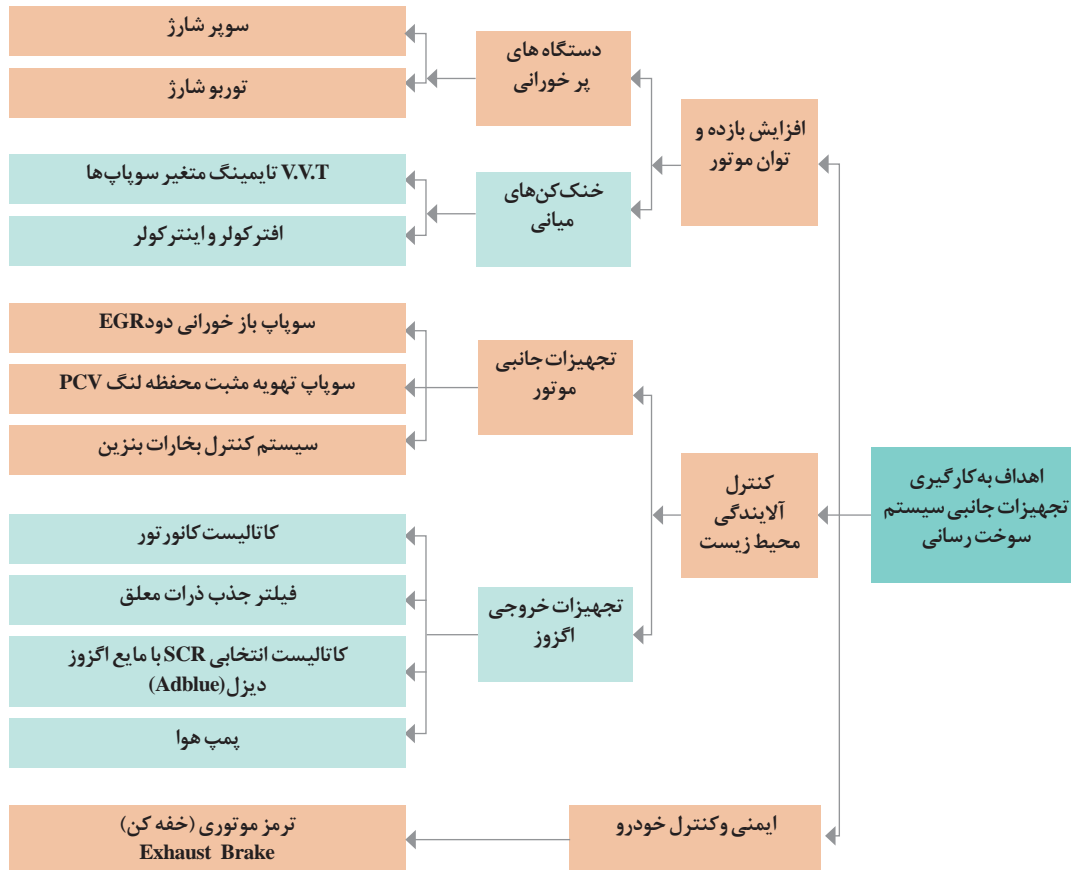 اهداف به‌کارگیری
تجهیزات جانبی سیستم
سوخت رسانی
افزایش بازده و
توان موتور
دستگاه های
پر خورانی
سوپر شارژ
توربو شارژ
خنک‌کن‌های
میانی
V.V.T تایمینگ متغیر سوپاپ‌ها
افتر کولر و اینتر کولر
کنترل
آلایندگی
محیط زیست
تجهیزات جانبی
موتور
سوپاپ باز خورانی دودEGR
سوپاپ تهویه مثبت محفظه لنگ PCV
سیستم کنترل بخارات بنزین
تجهیزات خروجی
اگزوز
کاتالیست کانور تور
فیلتر جذب ذرات معلق
کاتالیست انتخابی SCR با مایع اگزوز
دیزل(Adblue)
پمپ هوا
ایمنی وکنترل خودرو
ترمز موتوری (خفه کن)
Exhaust Brake